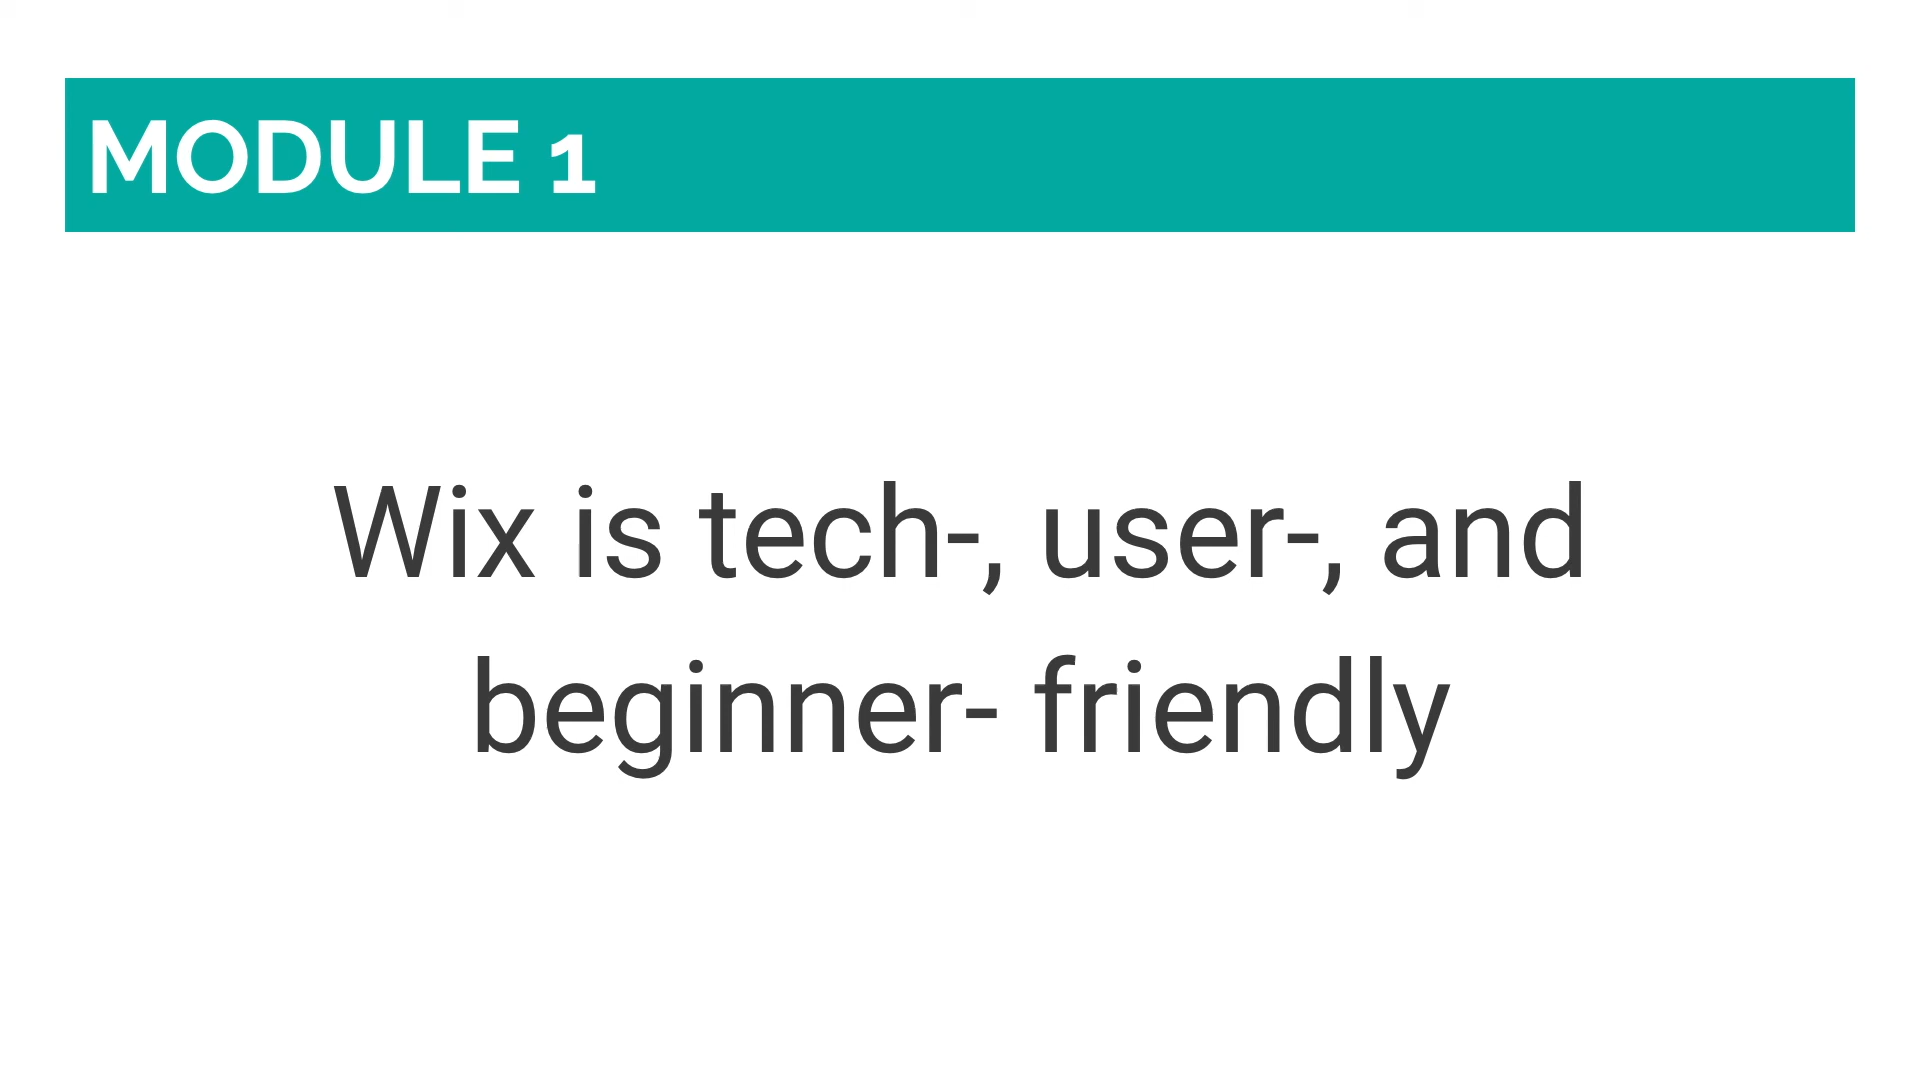 MODULE 1
Wix is tech-, user-, and
beginner- friendly